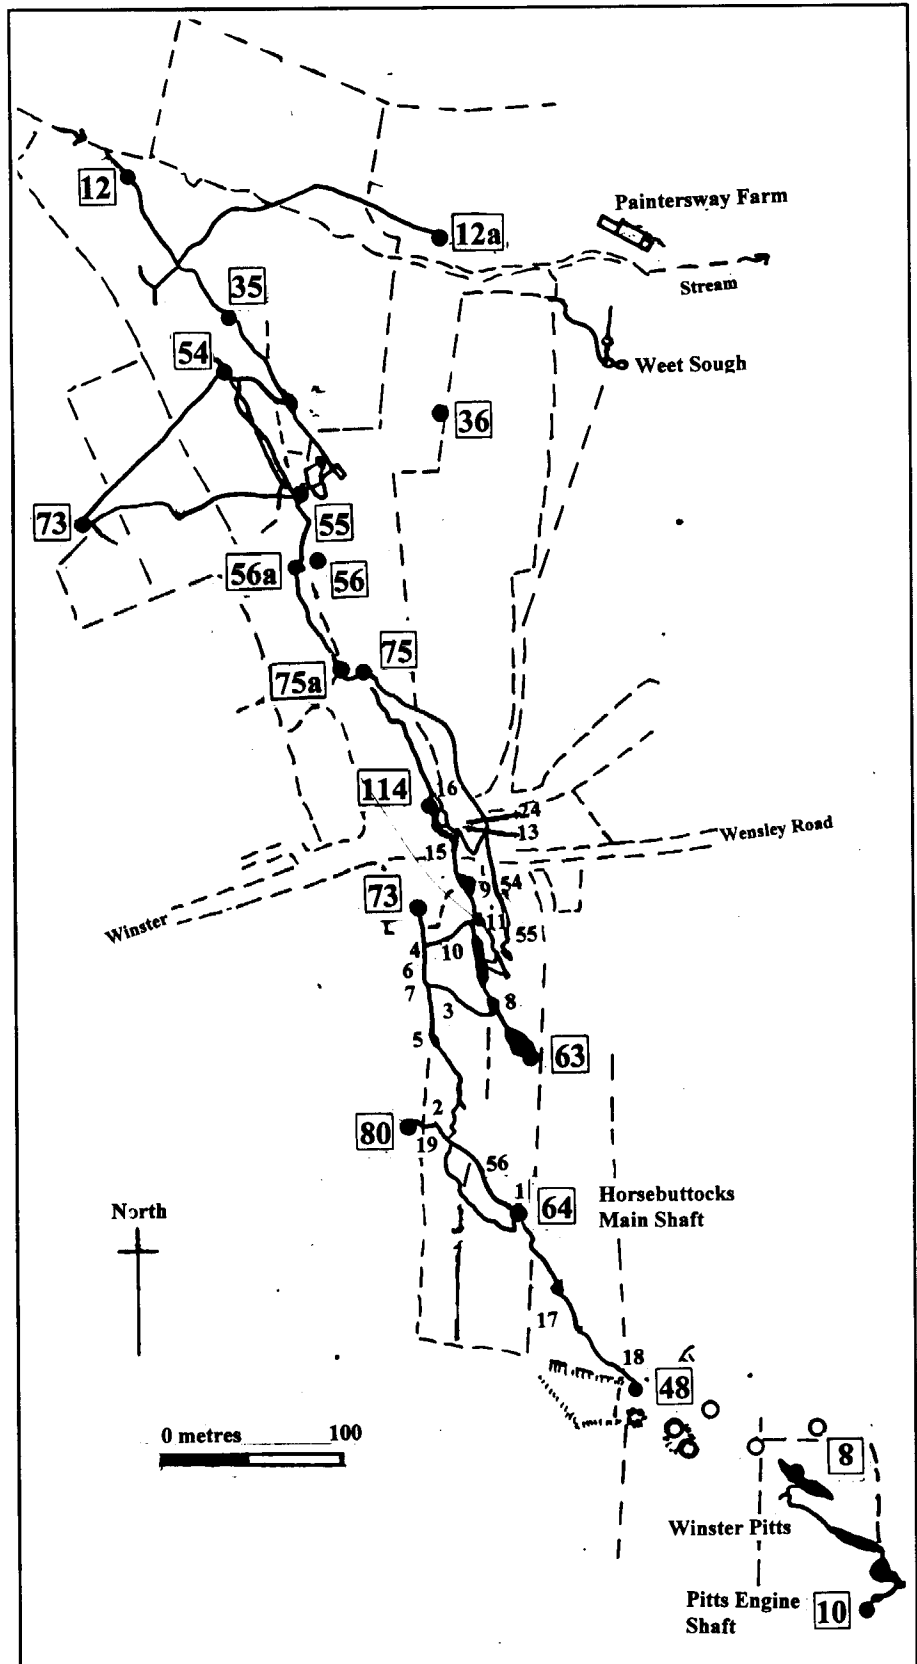 12
12a
Paintersway Farm
Stream
35
54
Weet Sough
36
73
55
56a
56
75
75a
114
16
24
13
Wensley Road
15
9
54
73
11
Winster
10
55
4
6
7
3
8
5
63
2
80
19
56
1
64
Horsebuttocks
Main Shaft
North
17
18
48
0 metres
100
8
Winster Pitts
Pitts Engine
Shaft
10